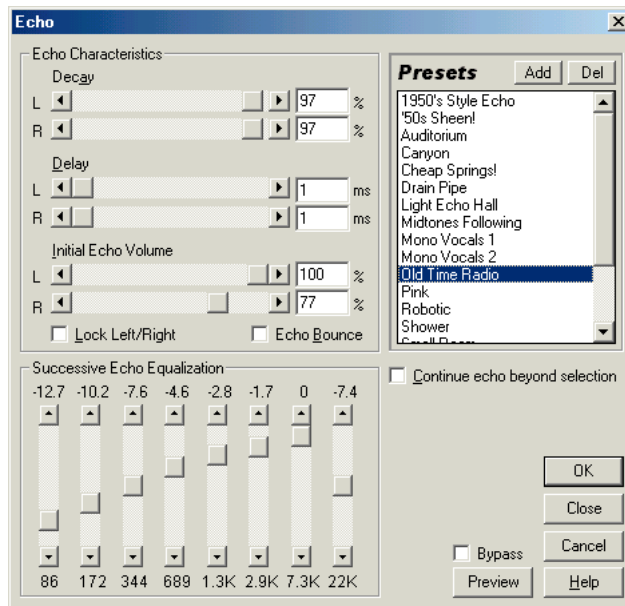 Echo
Echo Characteristics
Decay
L 97 %
R 97 %
Delay
L 1 ms
R 1 ms
Initial Echo Volume
L 100 %
R 77 %
Lock Left/Right Echo Bounce
Presets Add Del
1950's Style Echo
'50s Sheen!
Auditorium
Canyon
Cheap Springs!
Drain Pipe
Light Echo Hall
Midtones Following
Mono Vocals 1
Mono Vocals 2
Old Time Radio
Pink
Robotic
Shower
Small Room
Successive Echo Equalization
-12.7 -10.2 -7.6 -4.6 -2.8 -1.7 0 -7.4
86 172 344 689 1.3K 2.9K 7.3K 22K
Continue echo beyond selection
OK
Close
Bypass Cancel
Preview Help